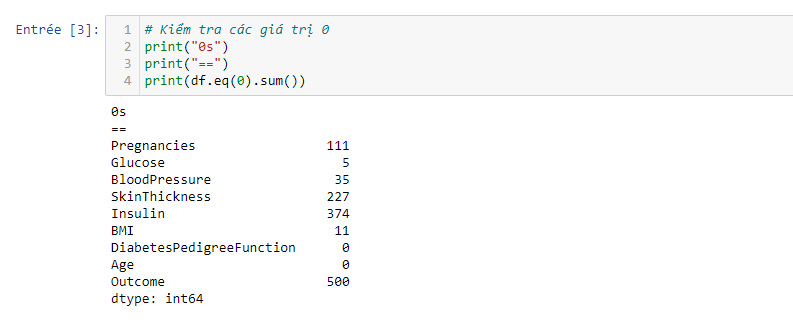 Entrée [3]:
1 # Kiểm tra các giá trị 0
2 print("0s")
3 print("==")
4 print(df.eq(0).sum())
0s
==
Pregnancies 111
Glucose 5
BloodPressure 35
SkinThickness 227
Insulin 374
BMI 11
DiabetesPedigreeFunction 0
Age 0
Outcome 500
dtype: int64